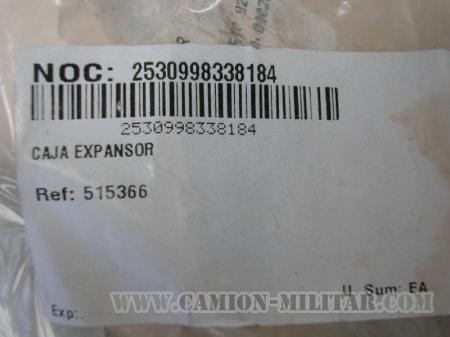 NOC: 2530998338184
2530998338184
CAJA EXPANSOR
Ref: 515366
U. Sum: EA
Exp:.
WWW.CAMION-MILITAR.COM